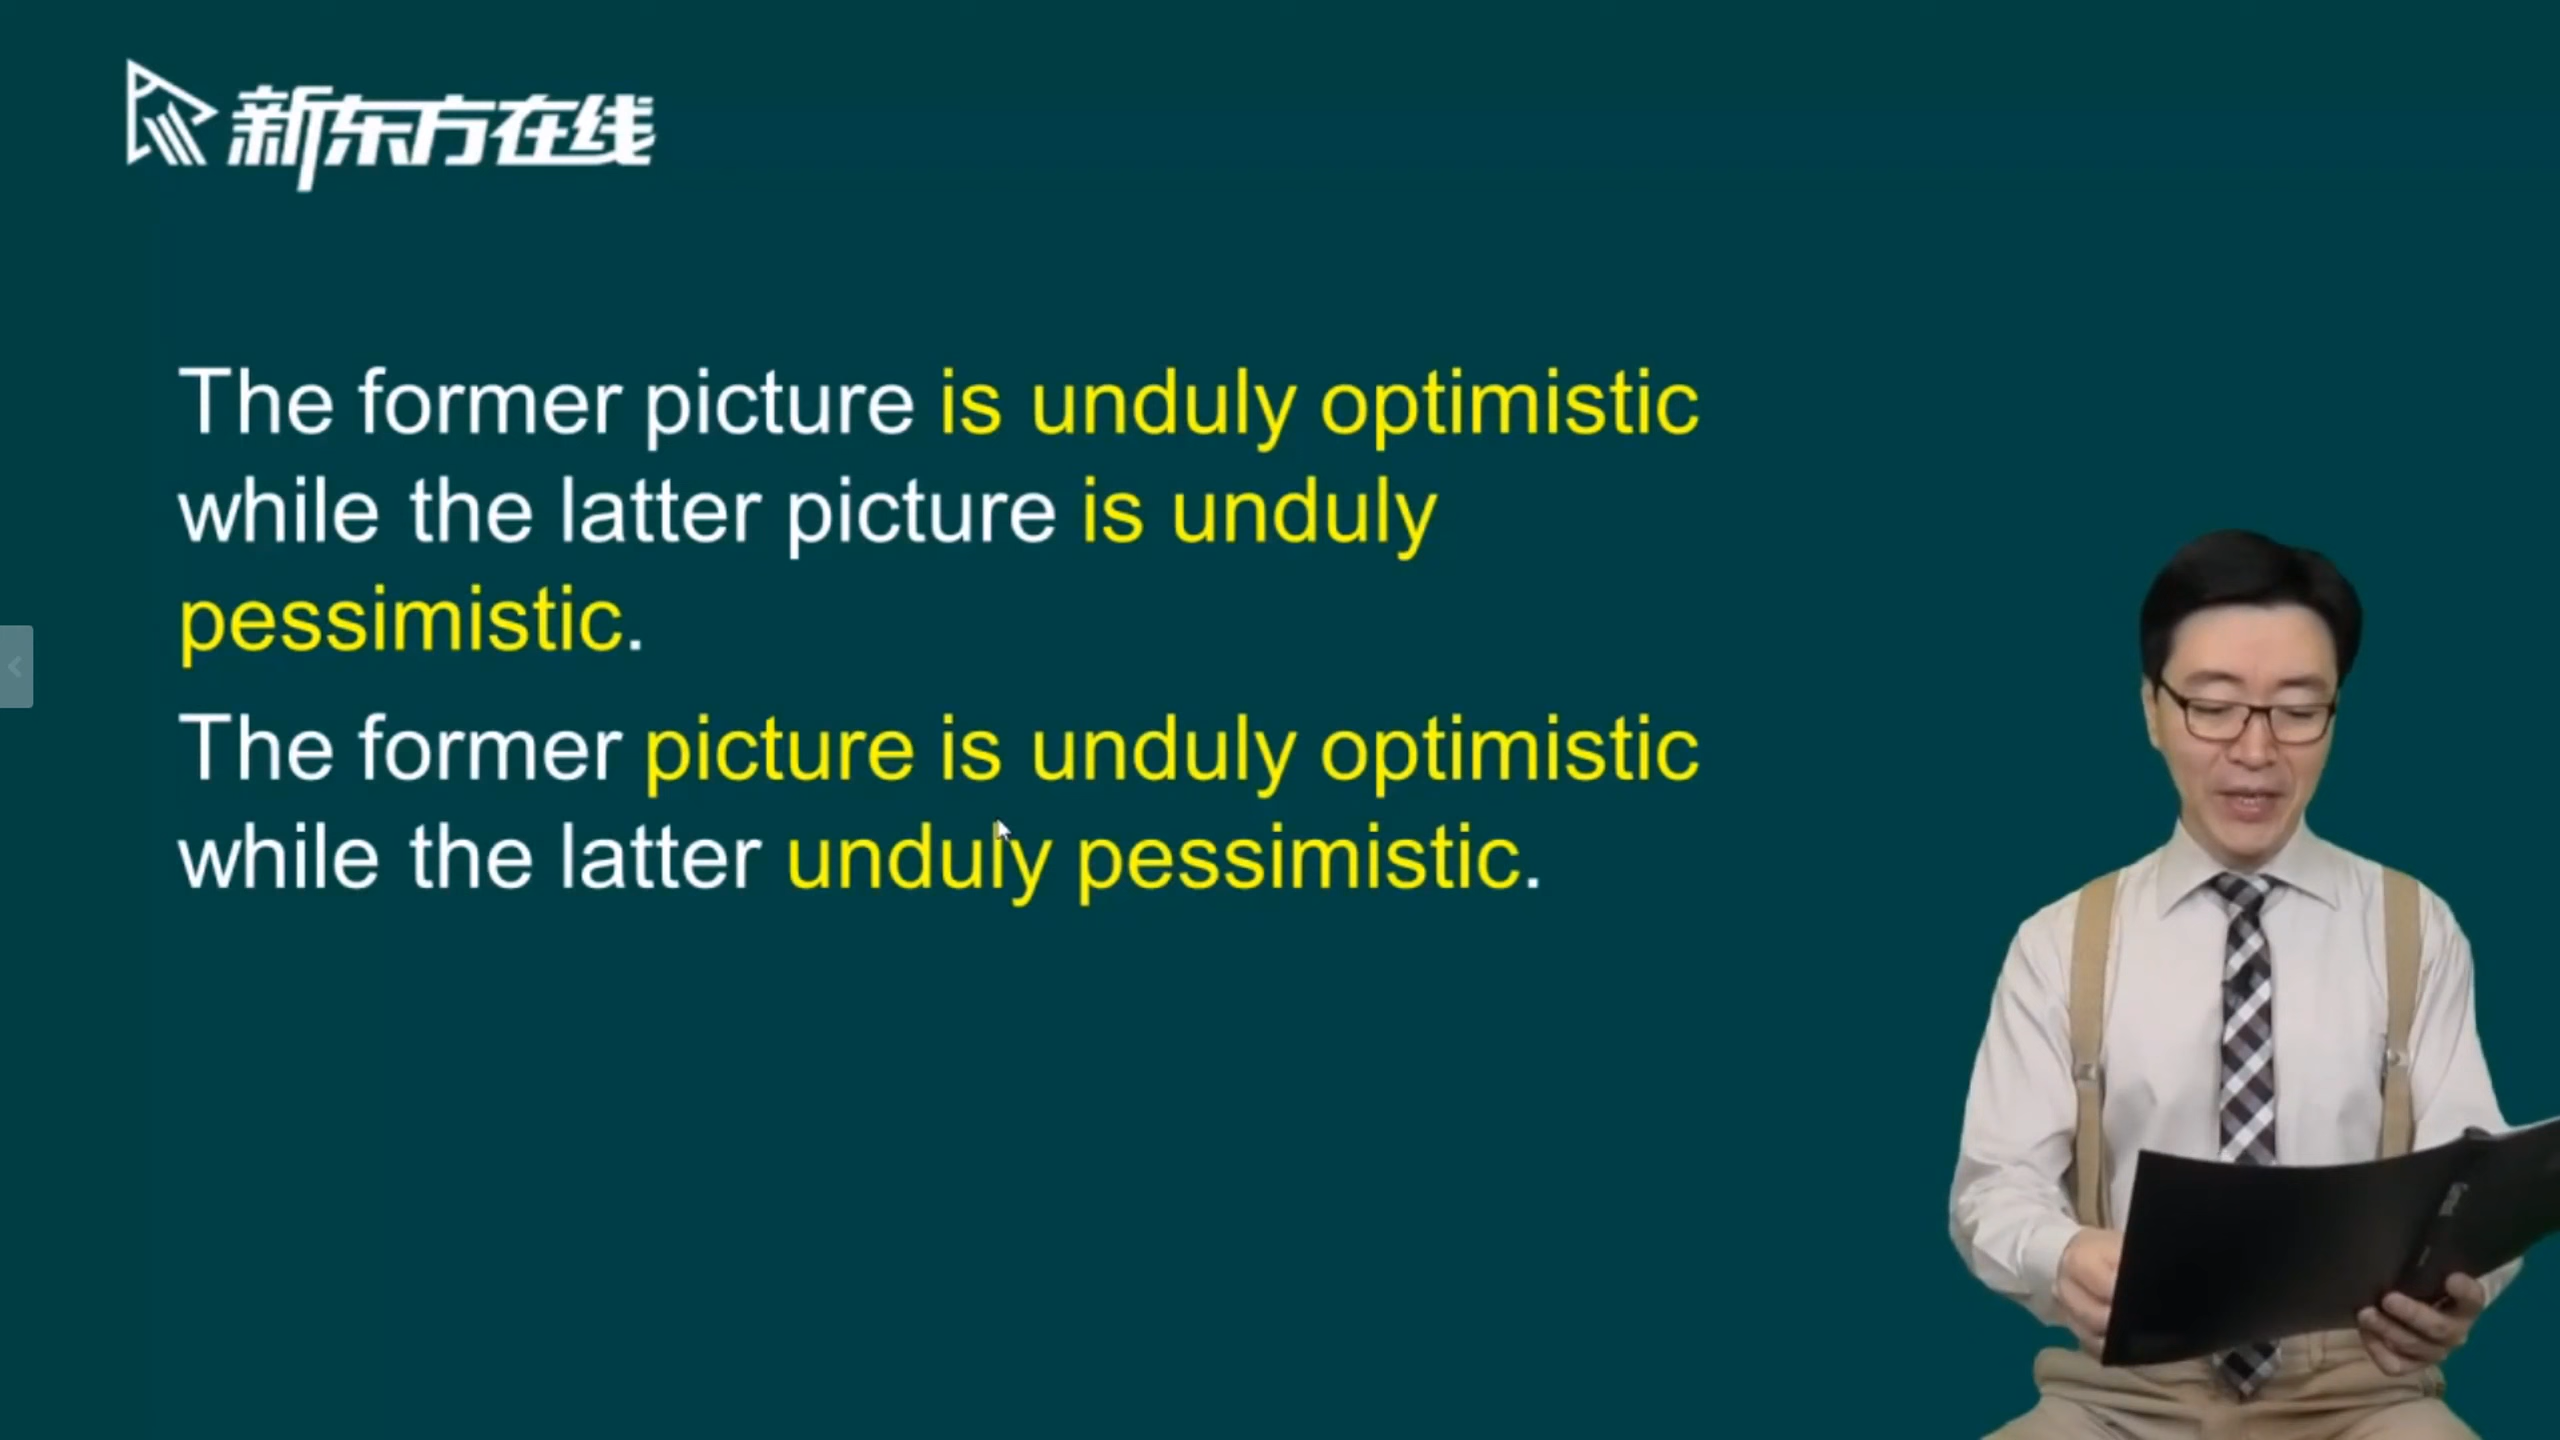 新东方在线
The former picture is unduly optimistic
while the latter picture is unduly
pessimistic.
The former picture is unduly optimistic
while the latter unduly pessimistic.